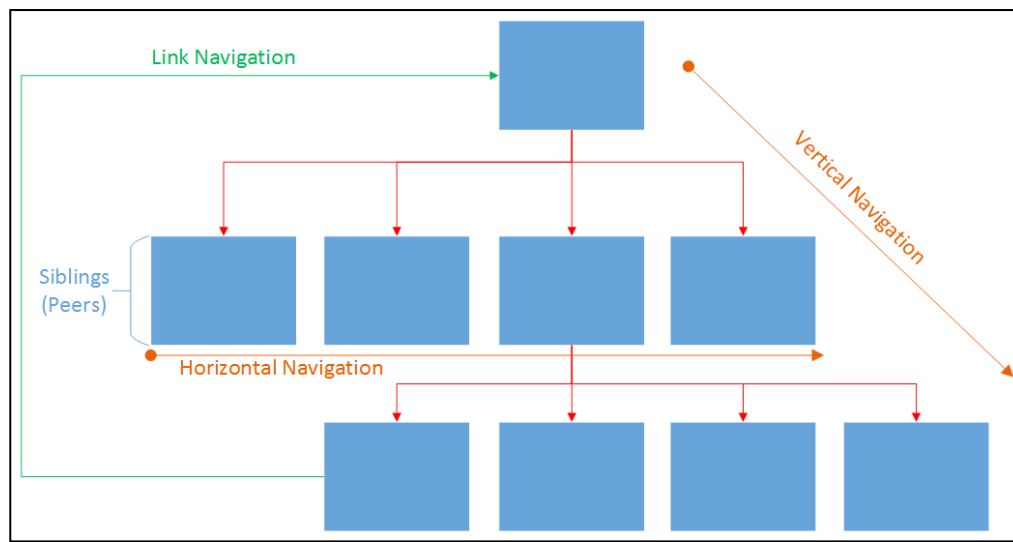 Link Navigation
Vertical Navigation
Siblings
(Peers)
Horizontal Navigation